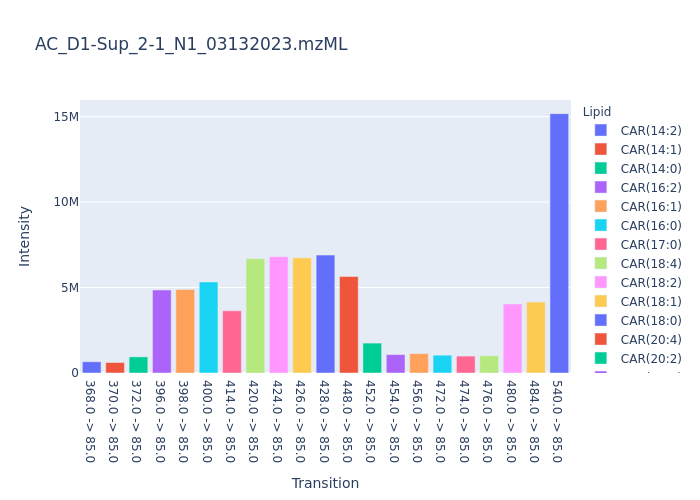 AC_D1-Sup_2-1_N1_03132023.mzML
Intensity
15M
10M
5M
0
368.0 -> 85.0
370.0 -> 85.0
372.0 -> 85.0
396.0 -> 85.0
398.0 -> 85.0
400.0 -> 85.0
414.0 -> 85.0
420.0 -> 85.0
424.0 -> 85.0
426.0 -> 85.0
428.0 -> 85.0
448.0 -> 85.0
452.0 -> 85.0
454.0 -> 85.0
456.0 -> 85.0
472.0 -> 85.0
474.0 -> 85.0
476.0 -> 85.0
480.0 -> 85.0
484.0 -> 85.0
540.0 -> 85.0
Transition
Lipid
CAR(14:2)
CAR(14:1)
CAR(14:0)
CAR(16:2)
CAR(16:1)
CAR(16:0)
CAR(17:0)
CAR(18:4)
CAR(18:2)
CAR(18:1)
CAR(18:0)
CAR(20:4)
CAR(20:2)